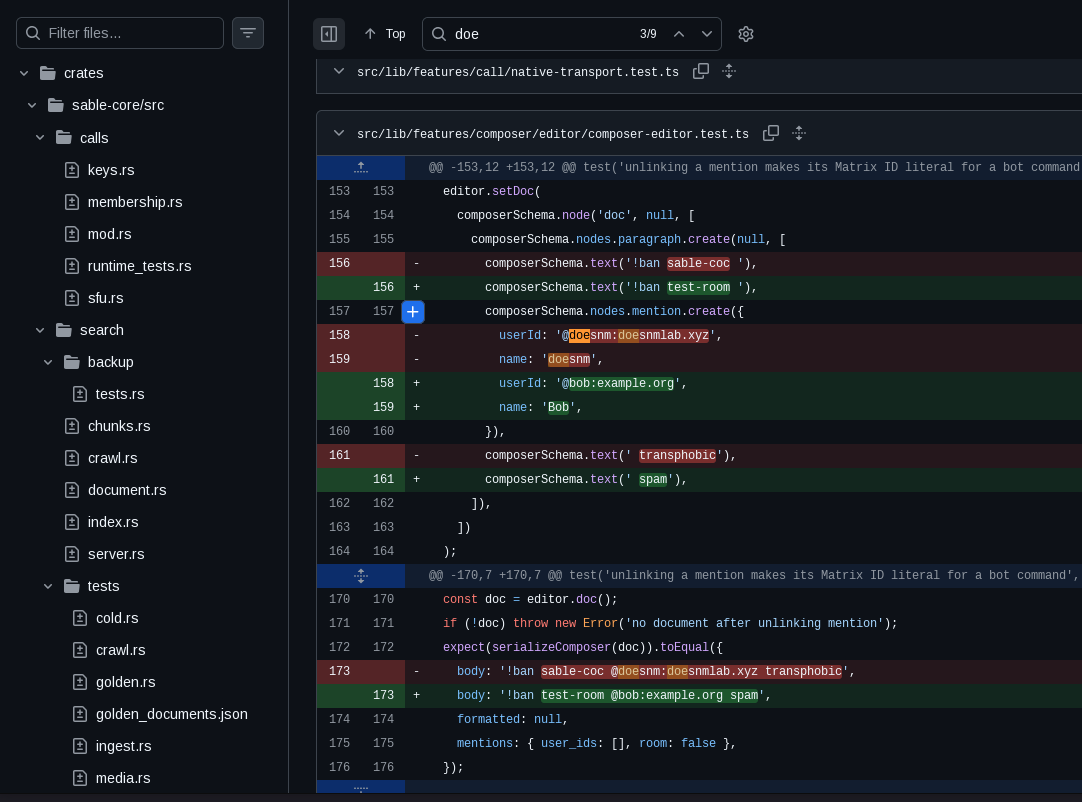 Filter files...
crates
sable-core/src
calls
keys.rs
membership.rs
mod.rs
runtime_tests.rs
sfu.rs
search
backup
tests.rs
chunks.rs
crawl.rs
document.rs
index.rs
server.rs
tests
cold.rs
crawl.rs
golden.rs
golden_documents.json
ingest.rs
media.rs
Top
doe
3/9
src/lib/features/call/native-transport.test.ts
src/lib/features/composer/editor/composer-editor.test.ts
@@ -153,12 +153,12 @@ test('unlinking a mention makes its Matrix ID literal for a bot command
153 153 editor.setDoc(
154 154 composerSchema.node('doc', null, [
155 155 composerSchema.nodes.paragraph.create(null, [
156 - composerSchema.text('!ban sable-coc '),
156 + composerSchema.text('!ban test-room '),
157 157 composerSchema.nodes.mention.create({
158 - userId: '@doesnm:doesnmlab.xyz',
159 - name: 'doesnm',
158 + userId: '@bob:example.org',
159 + name: 'Bob',
160 160 }),
161 - composerSchema.text(' transphobic'),
161 + composerSchema.text(' spam'),
162 162 ]),
163 163 ])
164 164 );
@@ -170,7 +170,7 @@ test('unlinking a mention makes its Matrix ID literal for a bot command',
170 170 const doc = editor.doc();
171 171 if (!doc) throw new Error('no document after unlinking mention');
172 172 expect(serializeComposer(doc)).toEqual({
173 - body: '!ban sable-coc @doesnm:doesnmlab.xyz transphobic',
173 + body: '!ban test-room @bob:example.org spam',
174 174 formatted: null,
175 175 mentions: { user_ids: [], room: false },
176 176 });